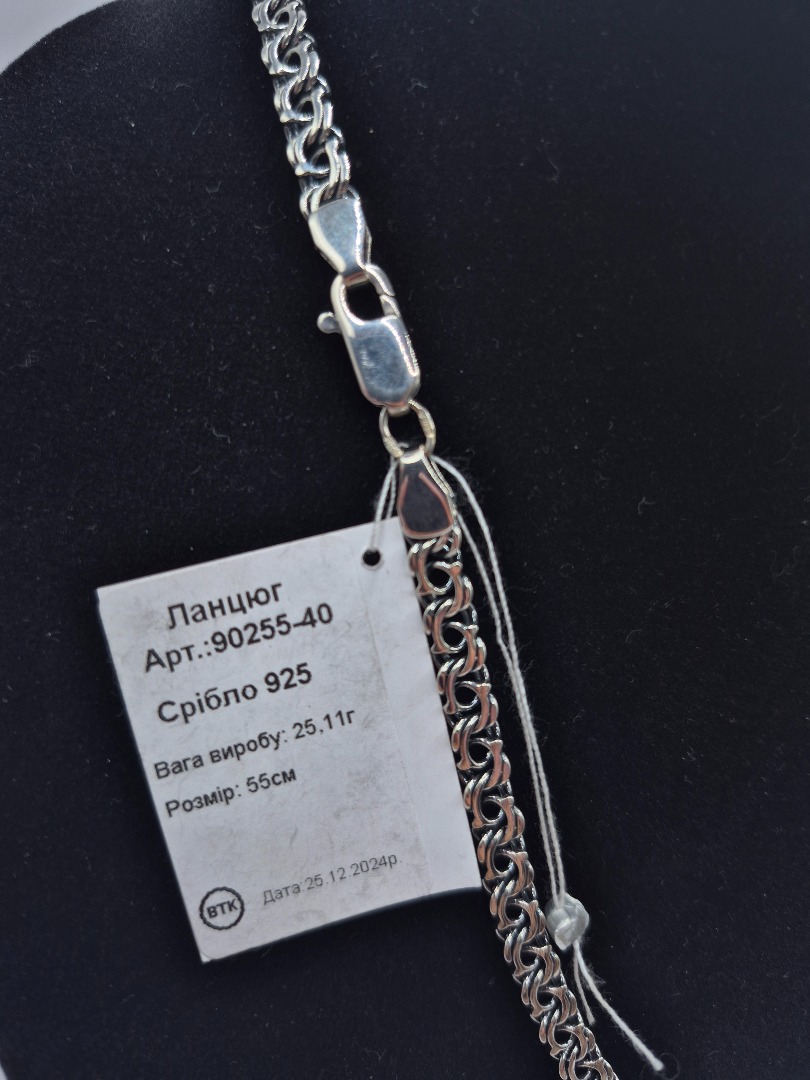 Ланцюг
Арт.:90255-40
Срібло 925
Вага виробу: 25,11г
Розмір: 55см
ВТК
Дата:25.12.2024р.